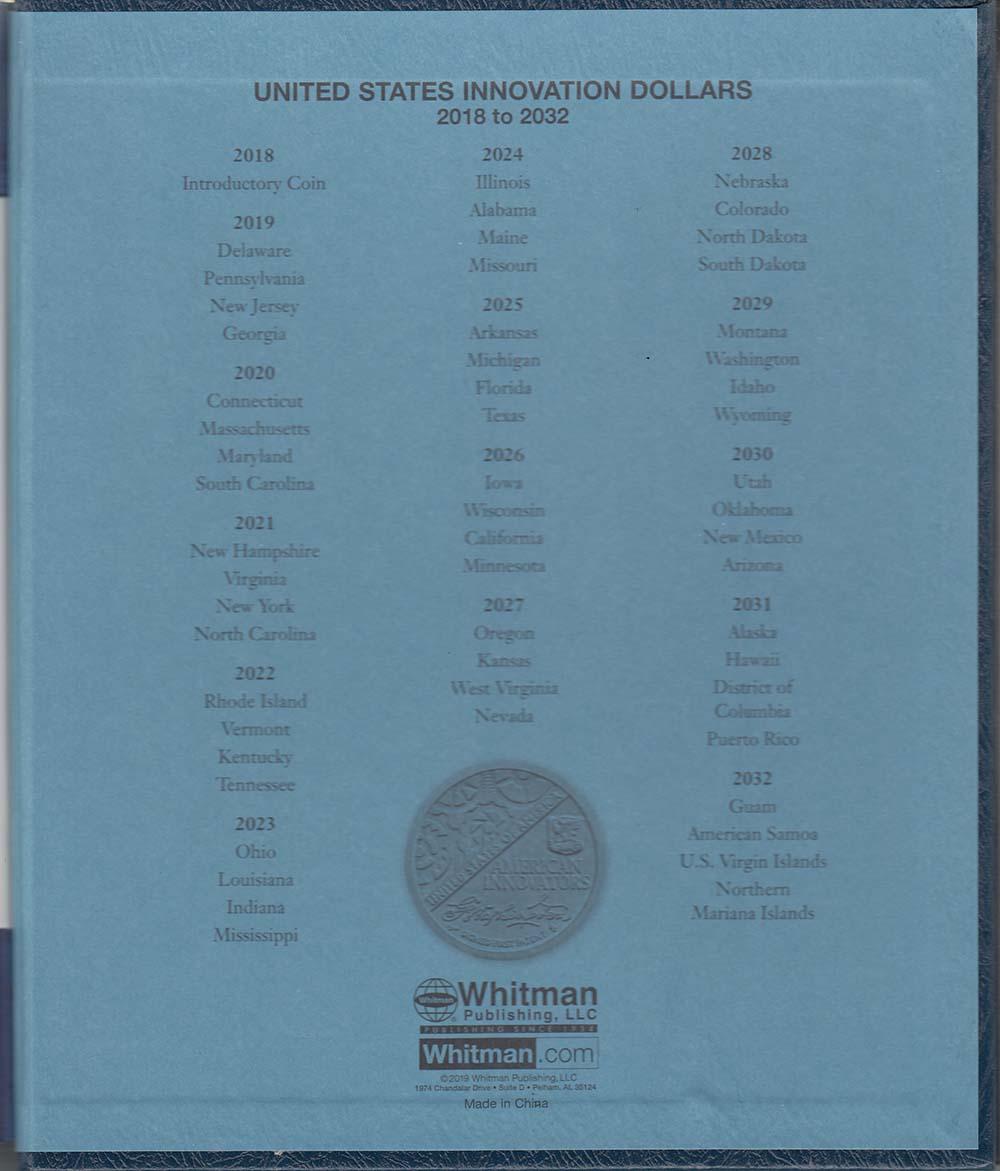 UNITED STATES INNOVATION DOLLARS
2018 to 2032
2018
Introductory Coin
2019
Delaware
Pennsylvania
New Jersey
Georgia
2020
Connecticut
Massachusetts
Maryland
South Carolina
2021
New Hampshire
Virginia
New York
North Carolina
2022
Rhode Island
Vermont
Kentucky
Tennessee
2023
Ohio
Louisiana
Indiana
Mississippi
2024
Illinois
Alabama
Maine
Missouri
2025
Arkansas
Michigan
Florida
Texas
2026
Iowa
Wisconsin
California
Minnesota
2027
Oregon
Kansas
West Virginia
Nevada
2028
Nebraska
Colorado
North Dakota
South Dakota
2029
Montana
Washington
Idaho
Wyoming
2030
Utah
Oklahoma
New Mexico
Arizona
2031
Alaska
Hawaii
District of
Columbia
Puerto Rico
2032
Guam
American Samoa
U.S. Virgin Islands
Northern
Mariana Islands
UNITED STATES OF AMERICA
AMERICAN
INNOVATORS
Whitman
Whitman
Publishing, LLC
PUBLISHING SINCE 1934
Whitman.com
©2019 Whitman Publishing, LLC
1974 Chandalar Drive • Suite D • Pelham, AL 35124
Made in China